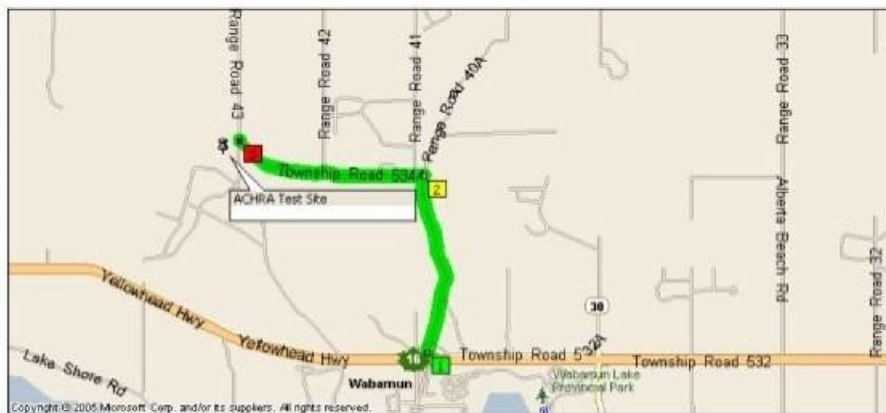 Range Road 43
Range Road 42
Range Road 41
Range Road 40A
Range Road 33
Township Road 534A
2
ACHRA Test Site
Alberta Beach Rd
Range Road 32
Yellowhead Hwy
30
Yellowhead Hwy
16
1
Township Road 532A
Township Road 532
Lake Shore Rd
Wabamun
Wabamun Lake
Provincial Park
Copyright © 2005 Microsoft Corp. and/or its suppliers. All rights reserved.